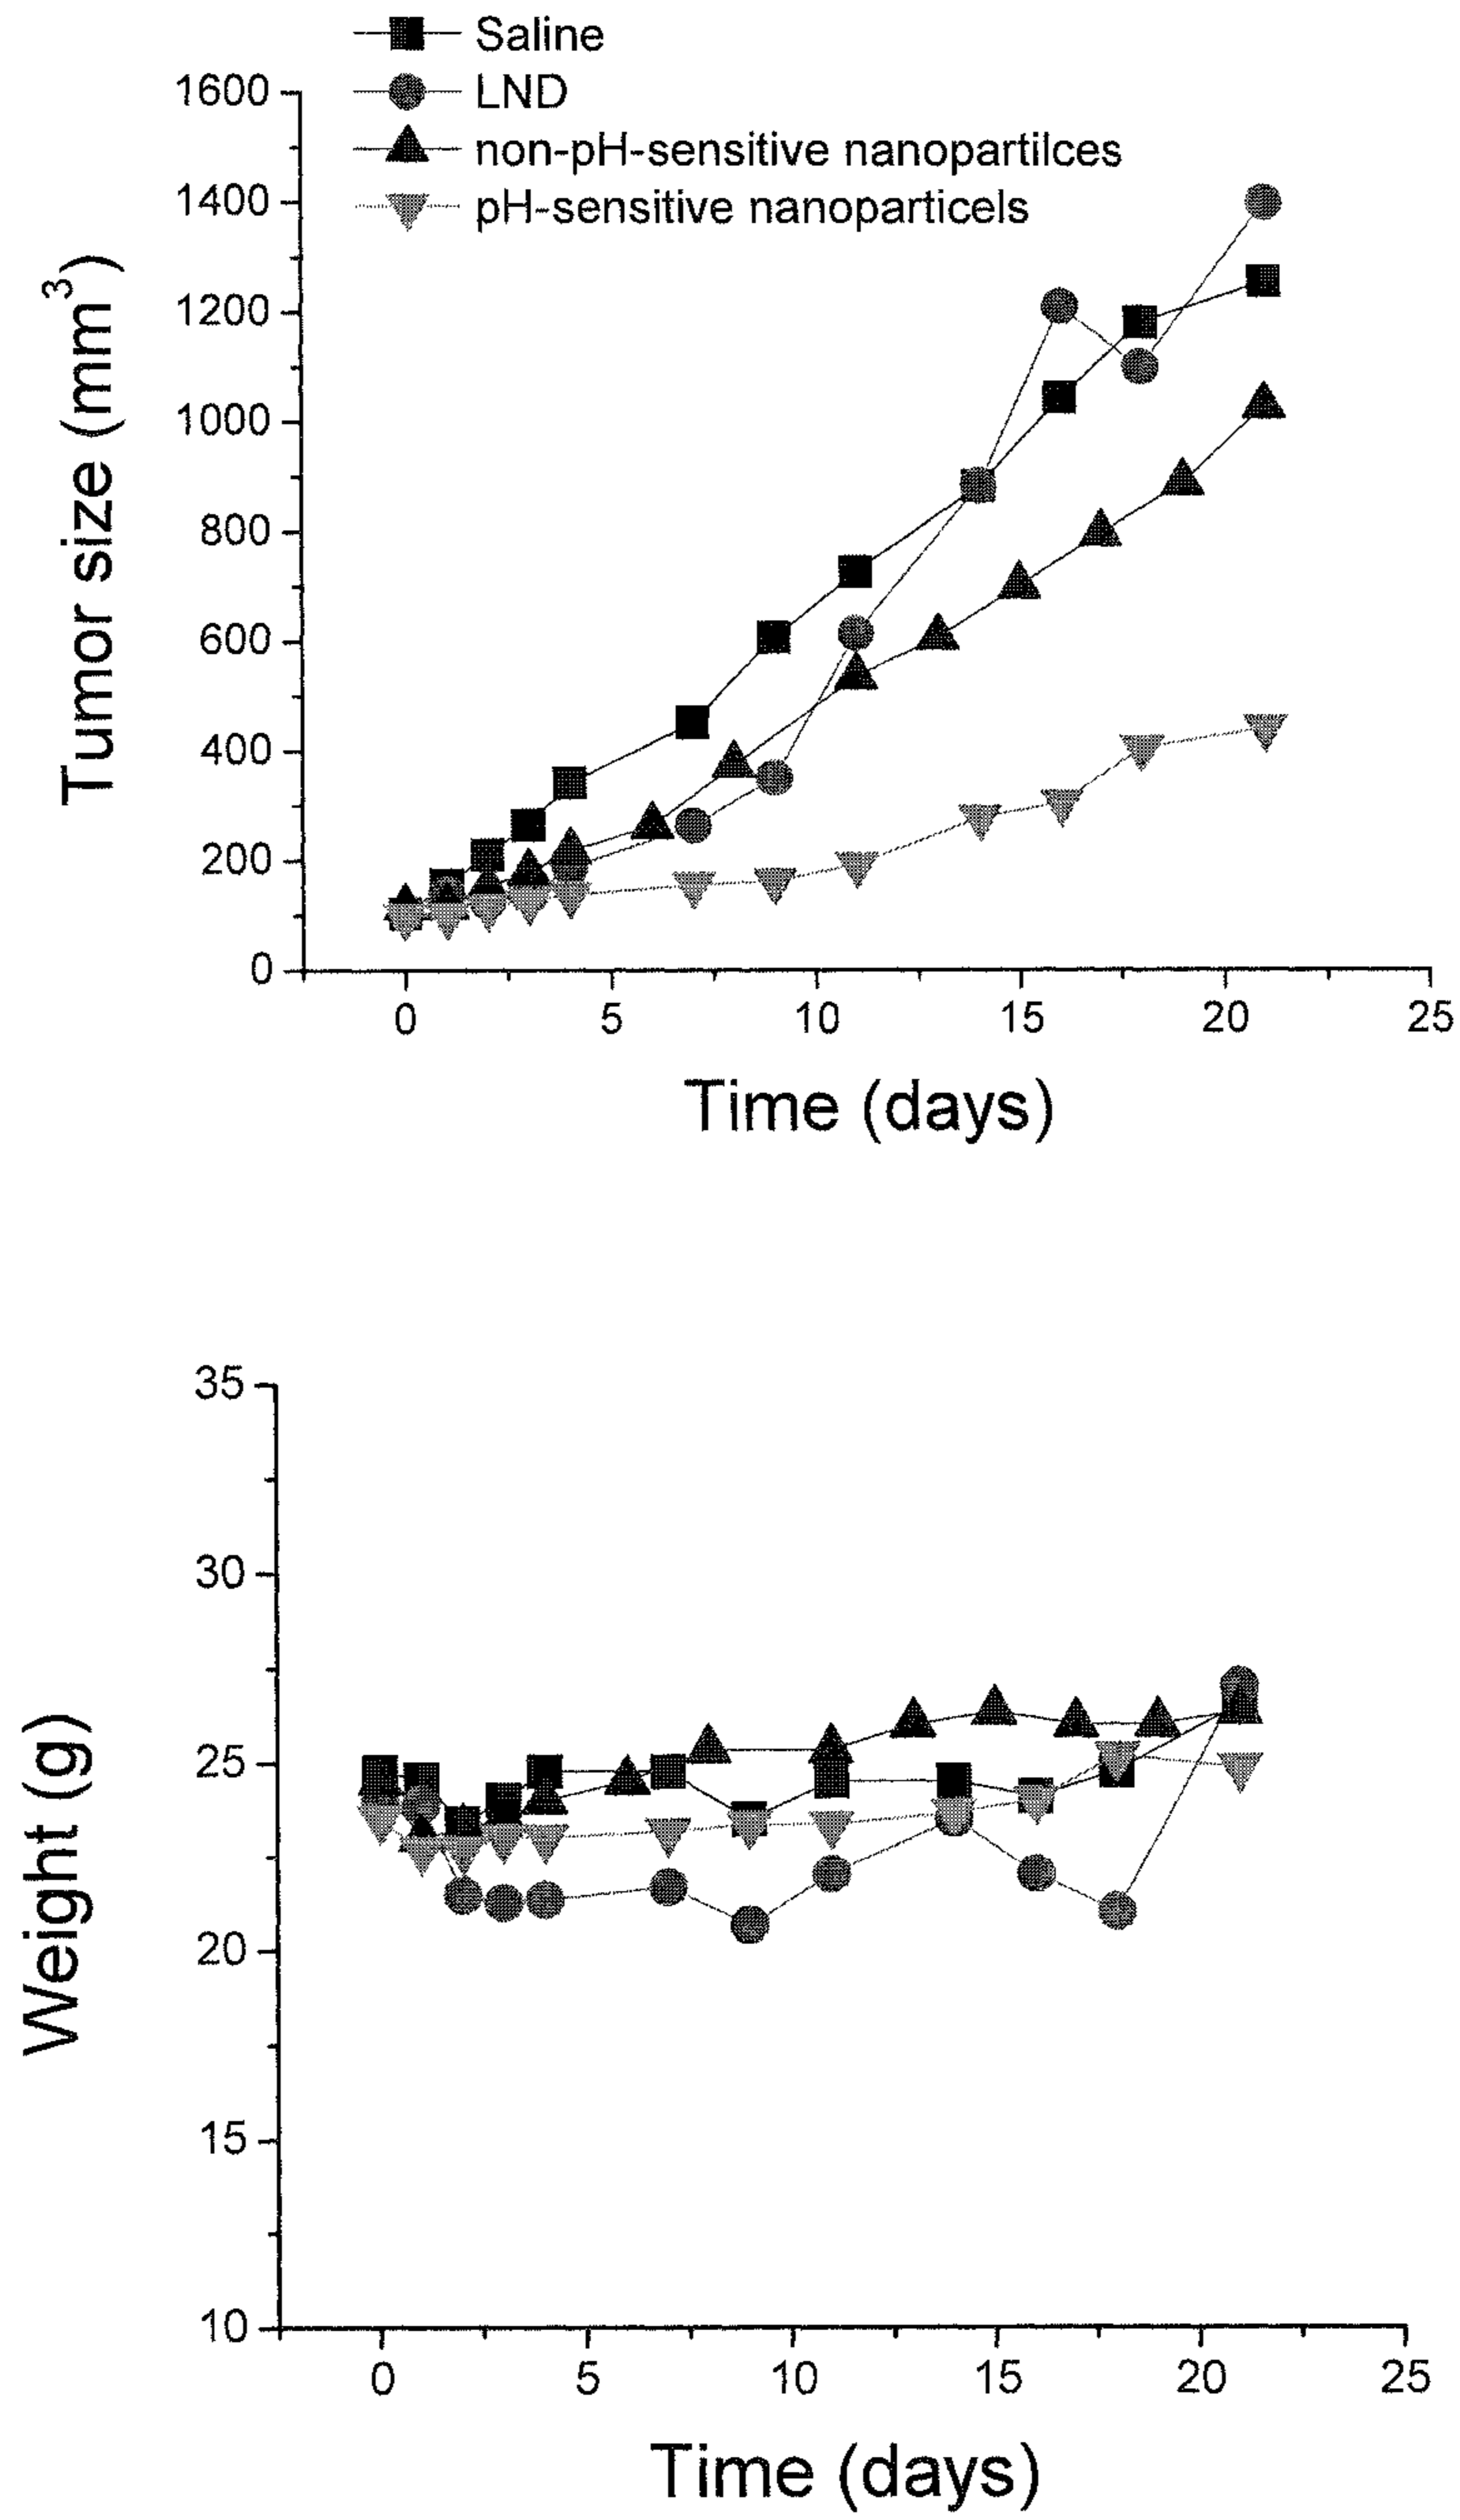 Saline
LND
non-pH-sensitive nanopartilces
pH-sensitive nanoparticels
1600
1400
1200
1000
800
600
400
200
0
Tumor size (mm³)
0 5 10 15 20 25
Time (days)
35
30
25
20
15
10
Weight (g)
0 5 10 15 20 25
Time (days)